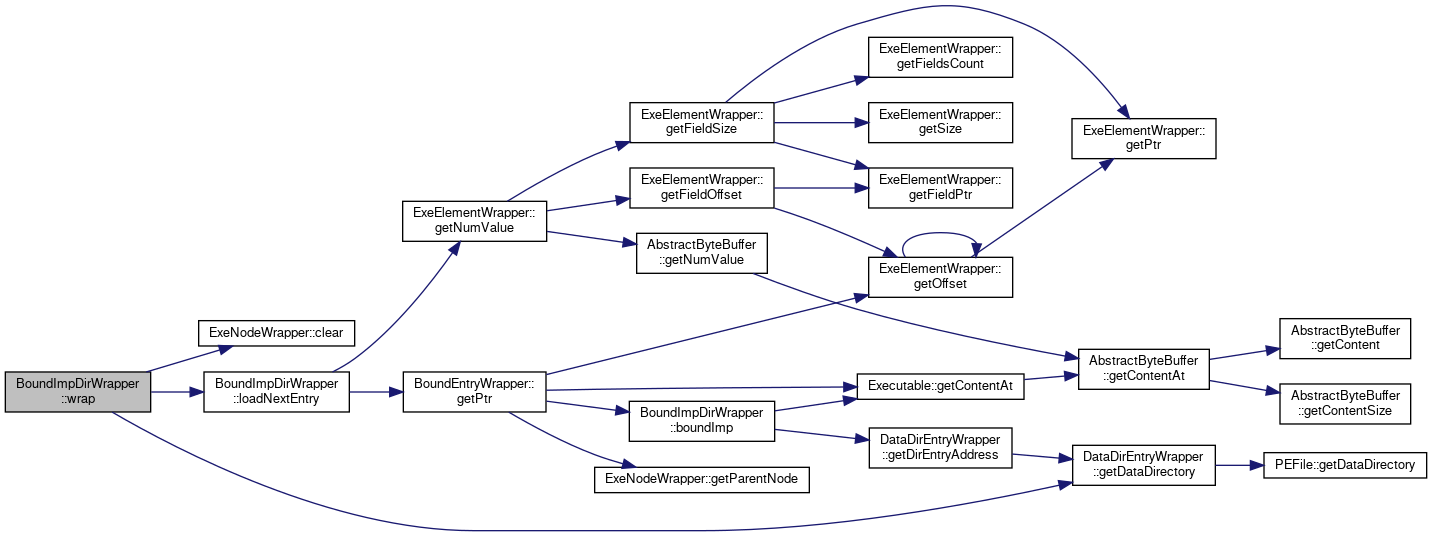 BoundImpDirWrapper
::wrap
ExeNodeWrapper::clear
BoundImpDirWrapper
::loadNextEntry
ExeElementWrapper::
getNumValue
BoundEntryWrapper::
getPtr
ExeElementWrapper::
getFieldSize
ExeElementWrapper::
getFieldOffset
AbstractByteBuffer
::getNumValue
BoundImpDirWrapper
::boundImp
ExeNodeWrapper::getParentNode
ExeElementWrapper::
getFieldsCount
ExeElementWrapper::
getSize
ExeElementWrapper::
getFieldPtr
ExeElementWrapper::
getOffset
Executable::getContentAt
DataDirEntryWrapper
::getDirEntryAddress
ExeElementWrapper::
getPtr
AbstractByteBuffer
::getContentAt
DataDirEntryWrapper
::getDataDirectory
AbstractByteBuffer
::getContent
AbstractByteBuffer
::getContentSize
PEFile::getDataDirectory